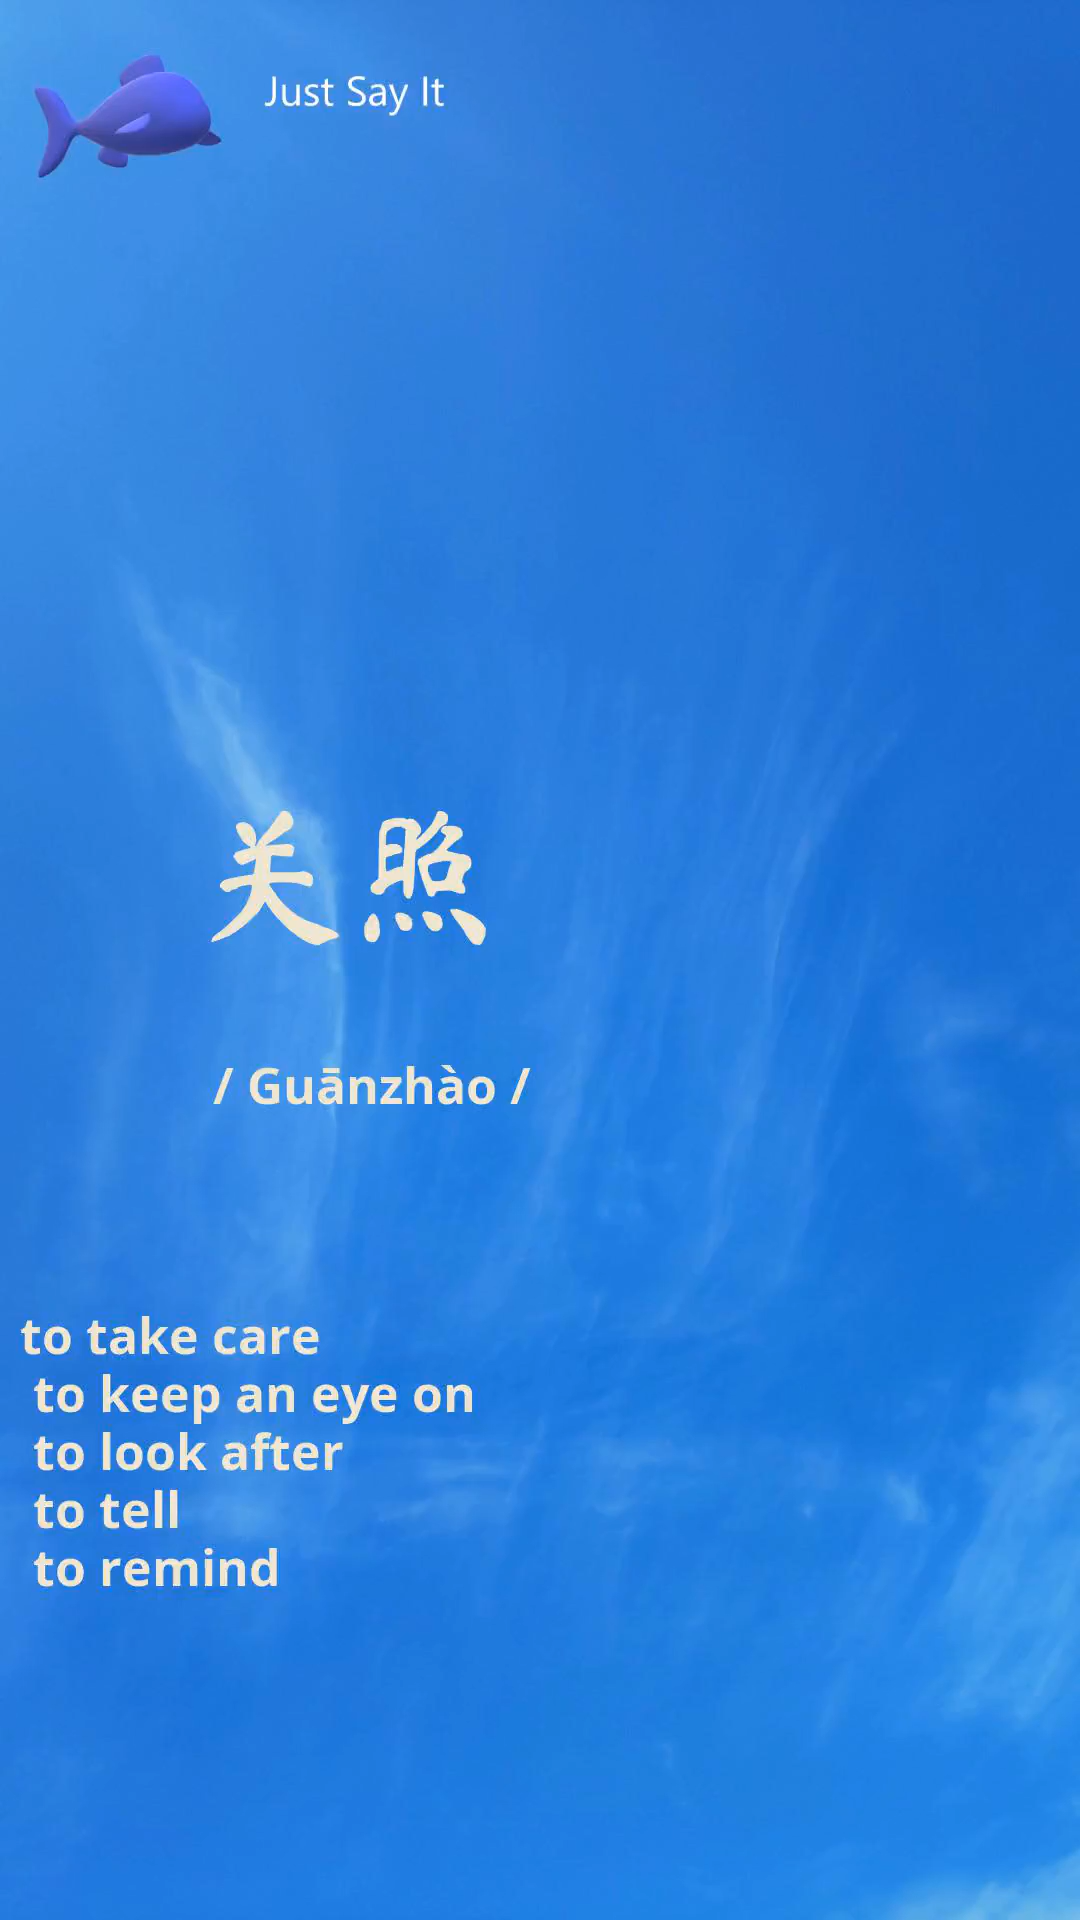 Just Say It
关照
/ Guānzhào /
to take care
to keep an eye on
to look after
to tell
to remind